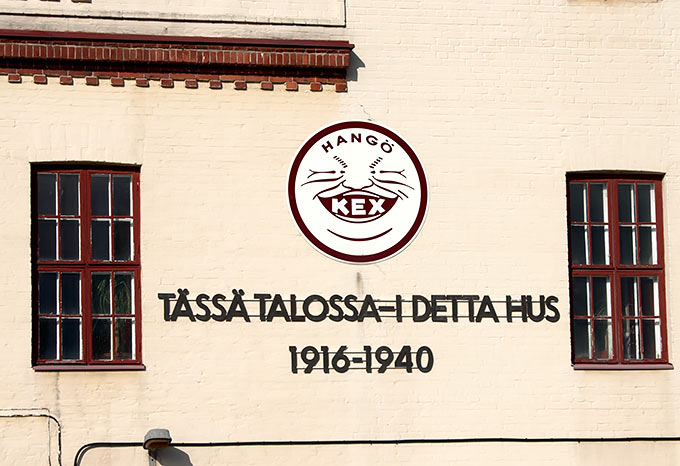 HANGÖ
KEX
TÄSSÄ TALOSSA–I DETTA HUS
1916-1940